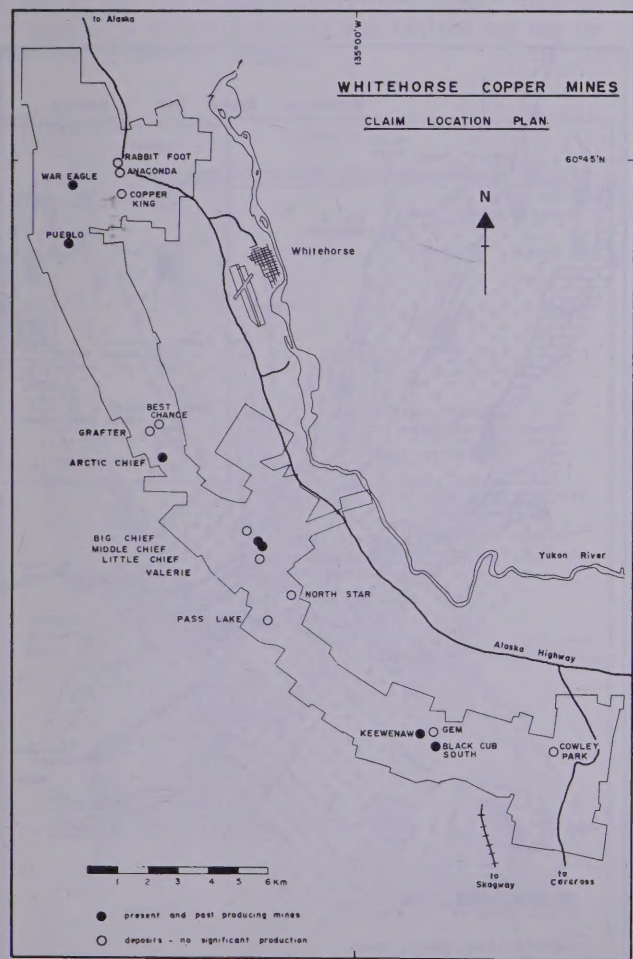 to Alaska
135°00'W
WHITEHORSE COPPER MINES
CLAIM LOCATION PLAN.
60°45'N
RABBIT FOOT
ANACONDA
WAR EAGLE
COPPER
KING
N
PUEBLO
Whitehorse
BEST
CHANCE
GRAFTER
ARCTIC CHIEF
BIG CHIEF
MIDDLE CHIEF
LITTLE CHIEF
VALERIE
Yukon River
NORTH STAR
PASS LAKE
Alaska Highway
KEEWENAW
GEM
BLACK CUB
SOUTH
COWLEY
PARK
1 2 3 4 5 6 Km
to
Skagway
to
Carcross
present and past producing mines
deposits - no significant production